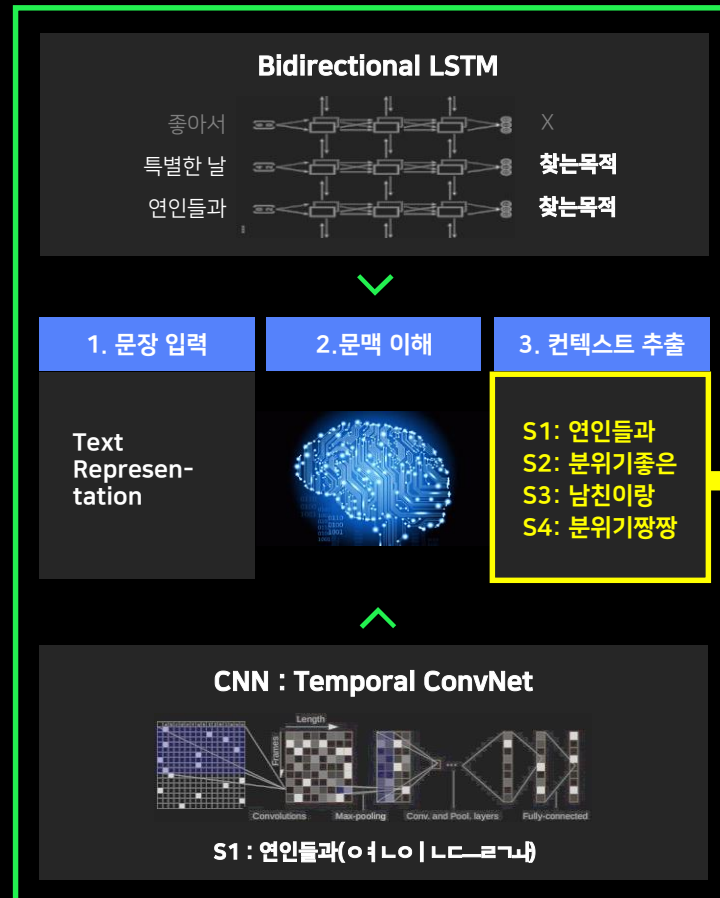 Bidirectional LSTM
좋아서 X
특별한 날 찾는목적
연인들과 찾는목적
1. 문장 입력 2.문맥 이해 3. 컨텍스트 추출
Text
Represen-
tation
S1: 연인들과
S2: 분위기좋은
S3: 남친이랑
S4: 분위기짱짱
CNN : Temporal ConvNet
Length
Frames
Convolutions Max-pooling Conv. and Pool. layers Fully-connected
S1 : 연인들과(ㅇㅕㄴㅇㅣㄴㄷㅡㄹㄱㅘ)